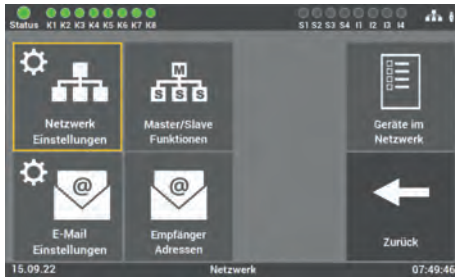 Status K1 K2 K3 K4 K5 K6 K7 K8 S1 S2 S3 S4 I1 I2 I3 I4
M
S S S
Netzwerk
Einstellungen
Master/Slave
Funktionen
Geräte im
Netzwerk
@
@
E-Mail
Einstellungen
Empfänger
Adressen
Zurück
15.09.22 Netzwerk 07:49:46